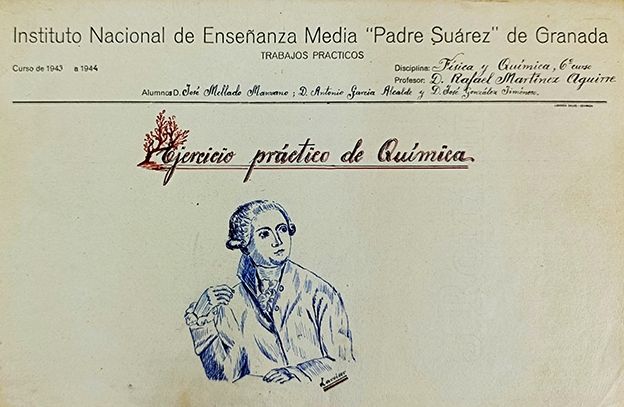 Instituto Nacional de Enseñanza Media "Padre Suárez" de Granada
TRABAJOS PRACTICOS
Curso de 1943 a 1944
Disciplina: Física y Química, 6º curso
Profesor: D. Rafael Martínez Aguirre
Alumnos D. José Mellado Manzano; D. Antonio García Alcalde y D. José González Jiménez
Ejercicio práctico de Química